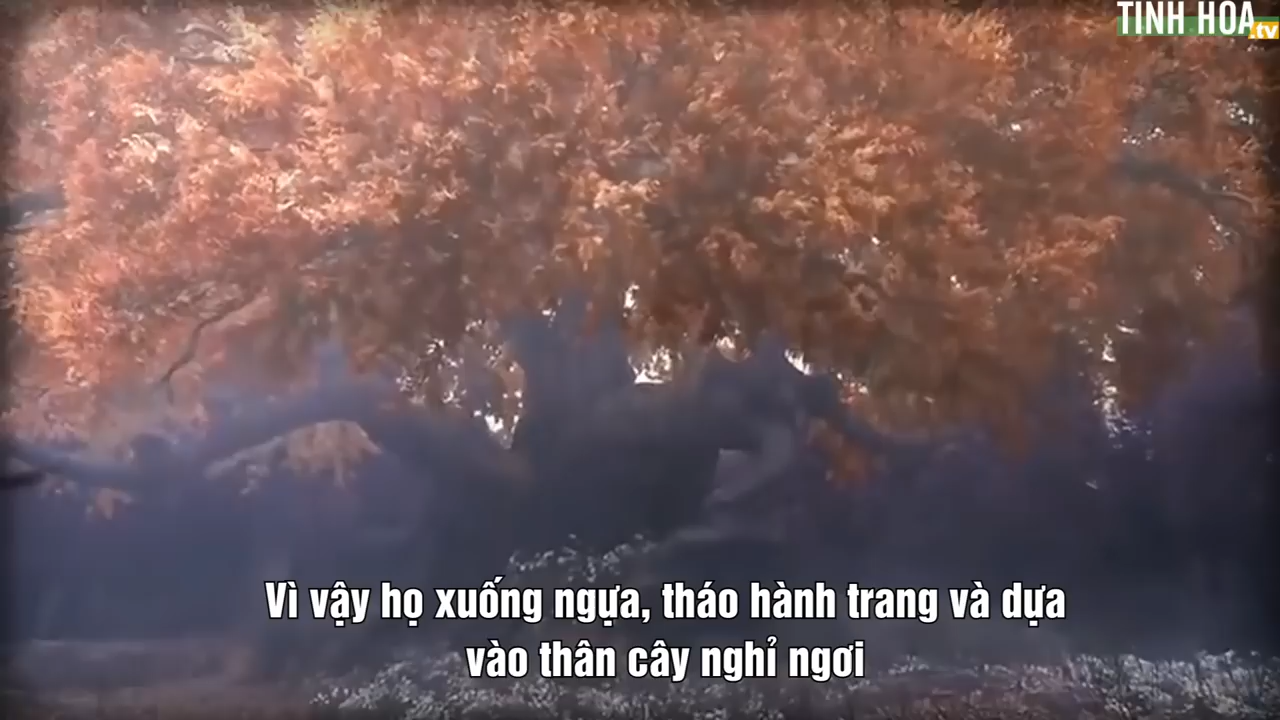 TINH HOA
.tv
Vì vậy họ xuống ngựa, tháo hành trang và dựa
vào thân cây nghỉ ngơi